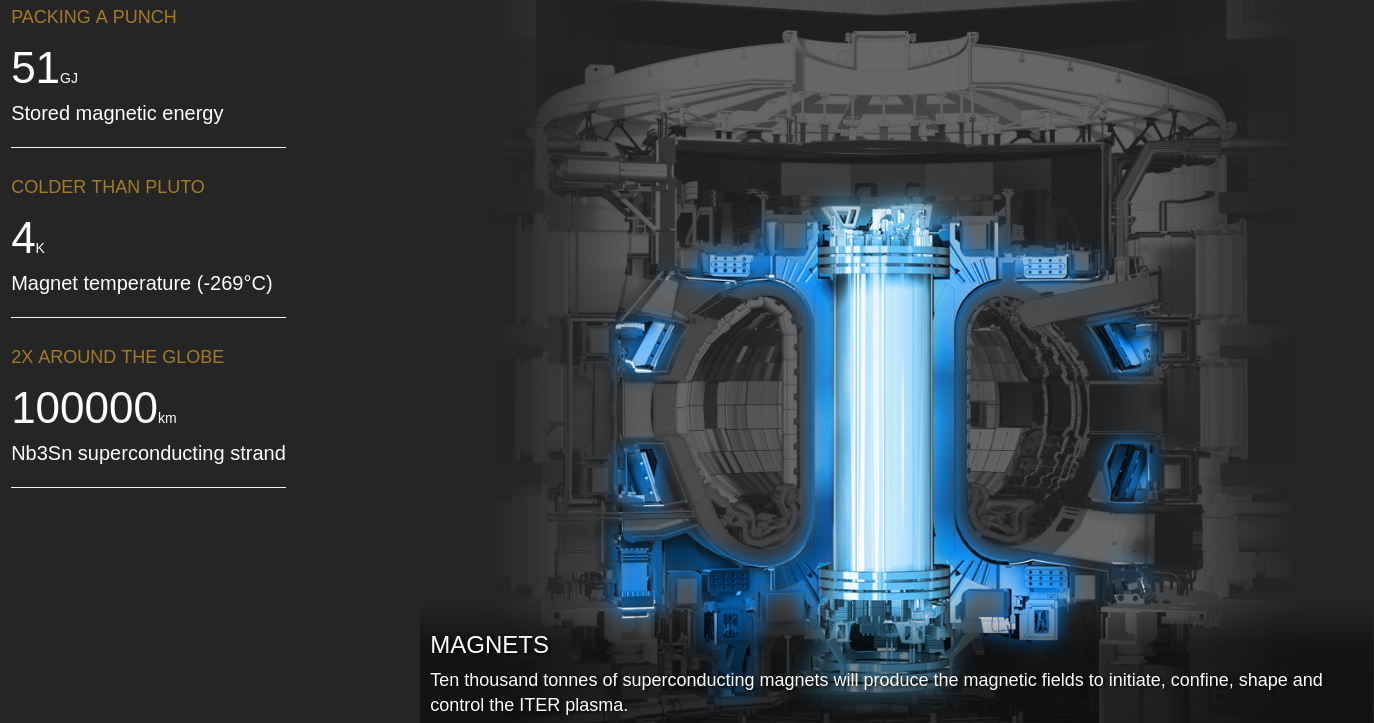 PACKING A PUNCH
51GJ
Stored magnetic energy
COLDER THAN PLUTO
4K
Magnet temperature (-269°C)
2X AROUND THE GLOBE
100000km
Nb3Sn superconducting strand
MAGNETS
Ten thousand tonnes of superconducting magnets will produce the magnetic fields to initiate, confine, shape and
control the ITER plasma.